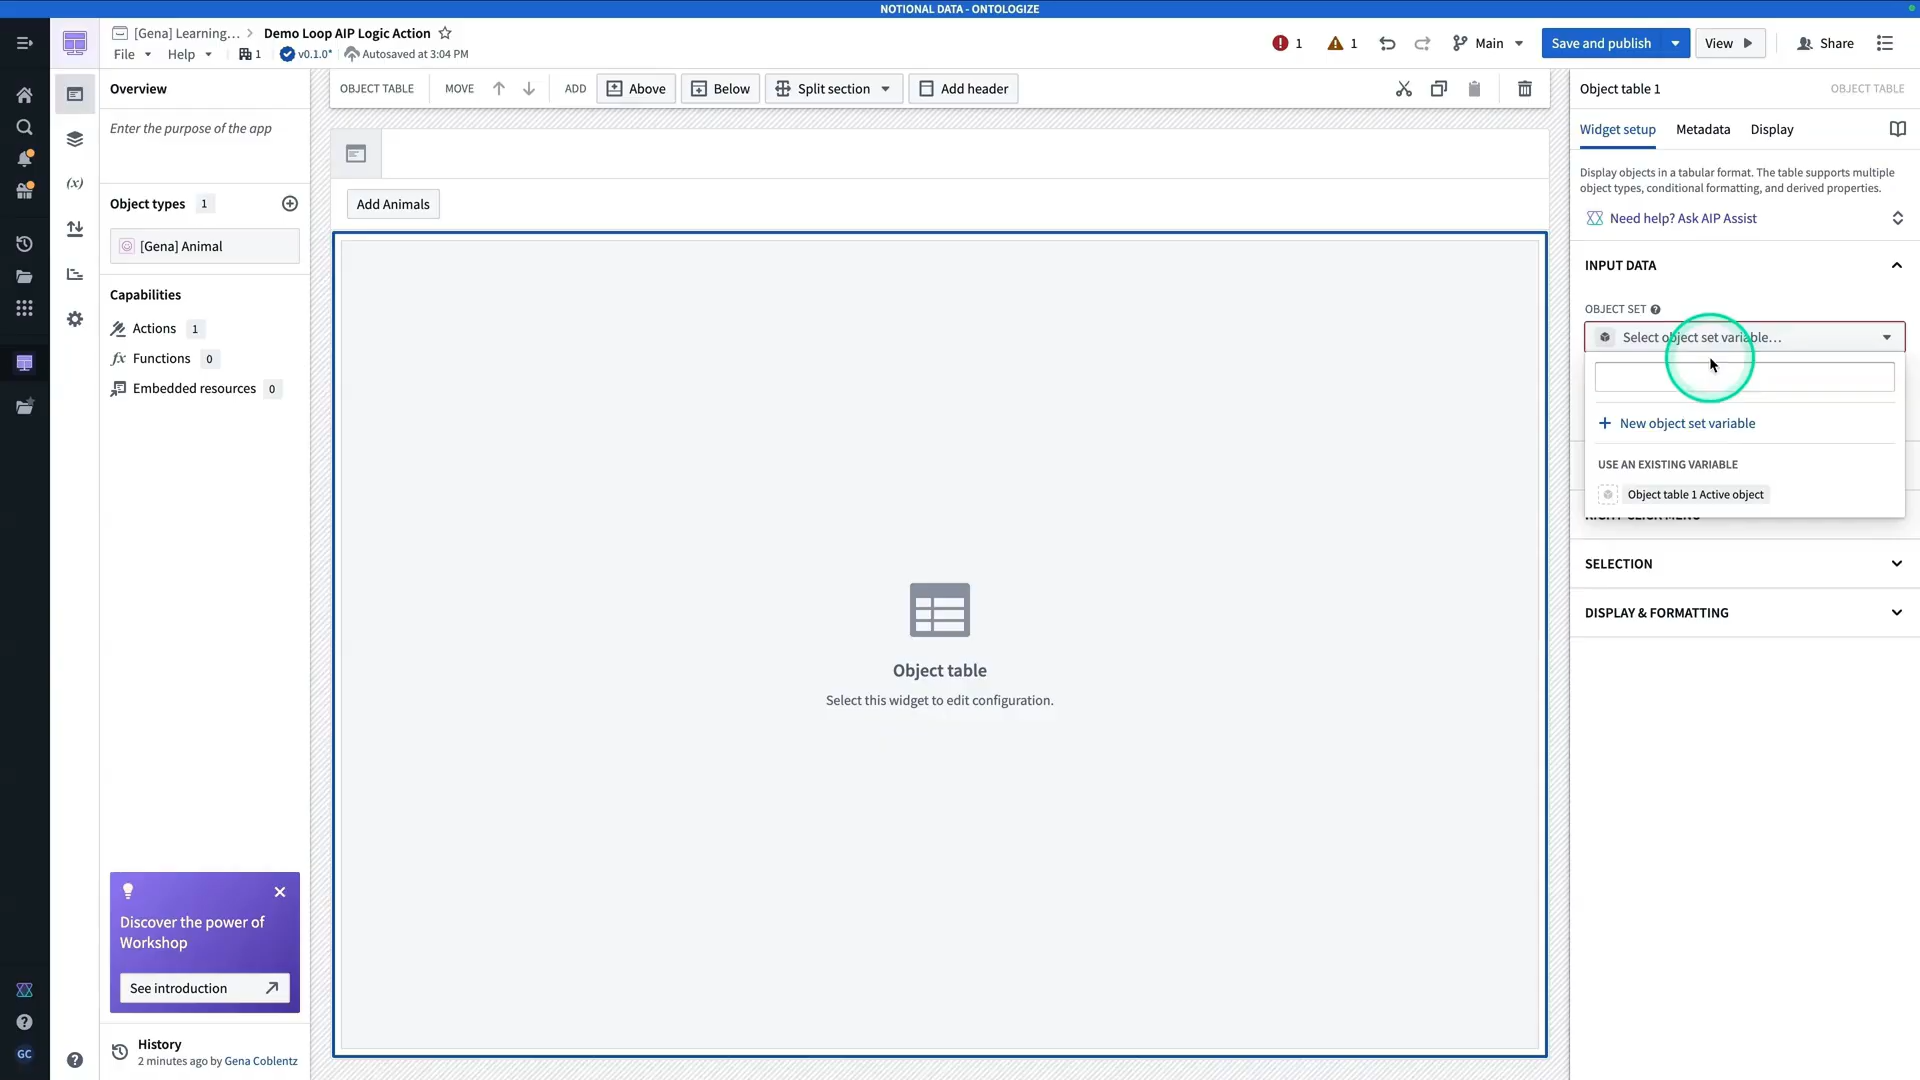 NOTIONAL DATA - ONTOLOGIZE
[Gena] Learning... > Demo Loop AIP Logic Action
File Help 1 v0.1.0* Autosaved at 3:04 PM
1 1 Main Save and publish View Share
Overview
Enter the purpose of the app
Object types 1
[Gena] Animal
Capabilities
Actions 1
fx Functions 0
Embedded resources 0
(x)
Discover the power of
Workshop
See introduction
History
2 minutes ago by Gena Coblentz
GC
OBJECT TABLE MOVE ADD Above Below Split section Add header
Add Animals
Object table
Select this widget to edit configuration.
Object table 1 OBJECT TABLE
Widget setup Metadata Display
Display objects in a tabular format. The table supports multiple
object types, conditional formatting, and derived properties.
Need help? Ask AIP Assist
INPUT DATA
OBJECT SET
Select object set variable...
+ New object set variable
USE AN EXISTING VARIABLE
Object table 1 Active object
RIGHT-CLICK MENU
SELECTION
DISPLAY & FORMATTING